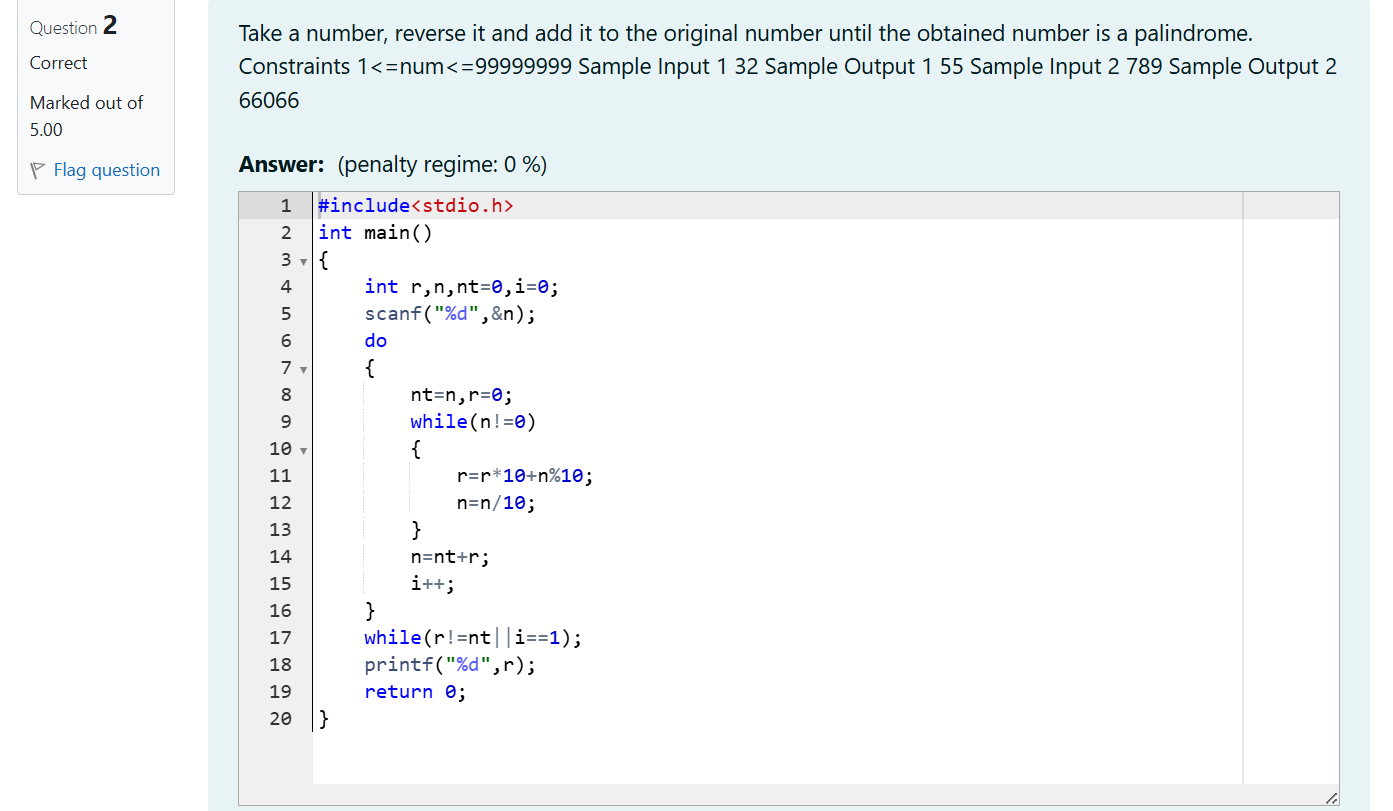 Question 2
Correct
Marked out of
5.00
Flag question
Take a number, reverse it and add it to the original number until the obtained number is a palindrome.
Constraints 1<=num<=99999999 Sample Input 1 32 Sample Output 1 55 Sample Input 2 789 Sample Output 2
66066
Answer: (penalty regime: 0 %)
1 #include<stdio.h>
2 int main()
3 {
4     int r,n,nt=0,i=0;
5     scanf("%d",&n);
6     do
7     {
8         nt=n,r=0;
9         while(n!=0)
10         {
11             r=r*10+n%10;
12             n=n/10;
13         }
14         n=nt+r;
15         i++;
16     }
17     while(r!=nt||i==1);
18     printf("%d",r);
19     return 0;
20 }